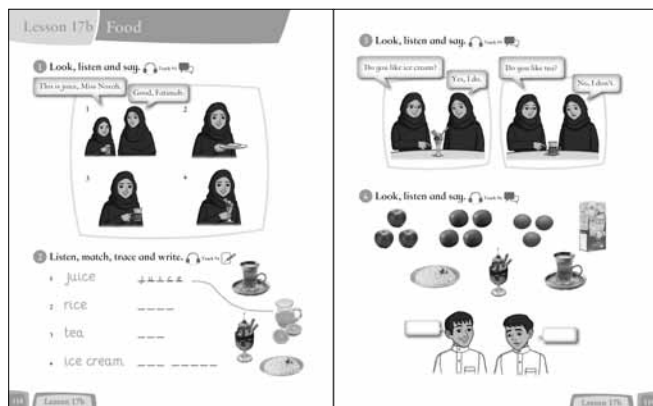 Lesson 17b Food
1 Look, listen and say.
This is juice, Miss Noreh.
Good, Fatimah.
1
2
3
4
2 Listen, match, trace and write.
1 juice juice
2 rice
3 tea
4 ice cream
Lesson 17b
3 Look, listen and say.
Do you like ice cream?
Yes, I do.
Do you like tea?
No, I don't.
4 Look, listen and say.
Lesson 17b